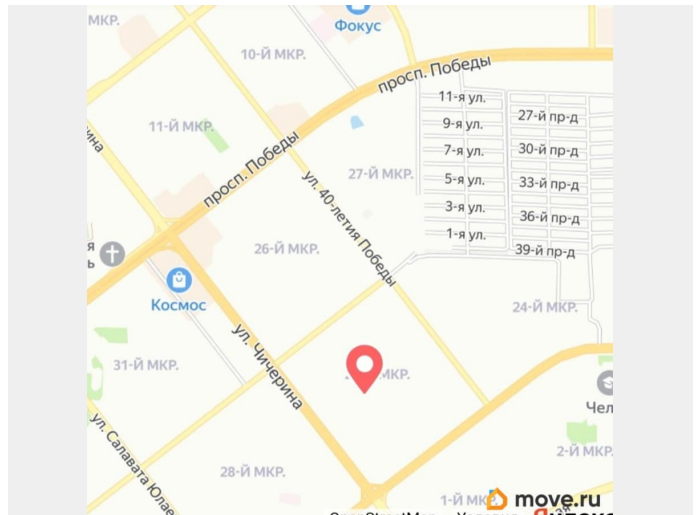 МКР.
Фокус
10-Й МКР.
просп. Победы
11-я ул.
27-й пр-д
9-я ул.
11-Й МКР.
7-я ул.
30-й пр-д
просп. Победы
27-Й МКР.
5-я ул.
33-й пр-д
ул. 40-летия Победы
3-я ул.
36-й пр-д
1-я ул.
26-Й МКР.
39-й пр-д
Космос
24-Й МКР.
ул. Чичерина
31-Й МКР.
МКР.
Чел
ул. Салавата Юлае
2-Й МКР
28-Й МКР.
1-Й МК
move.ru